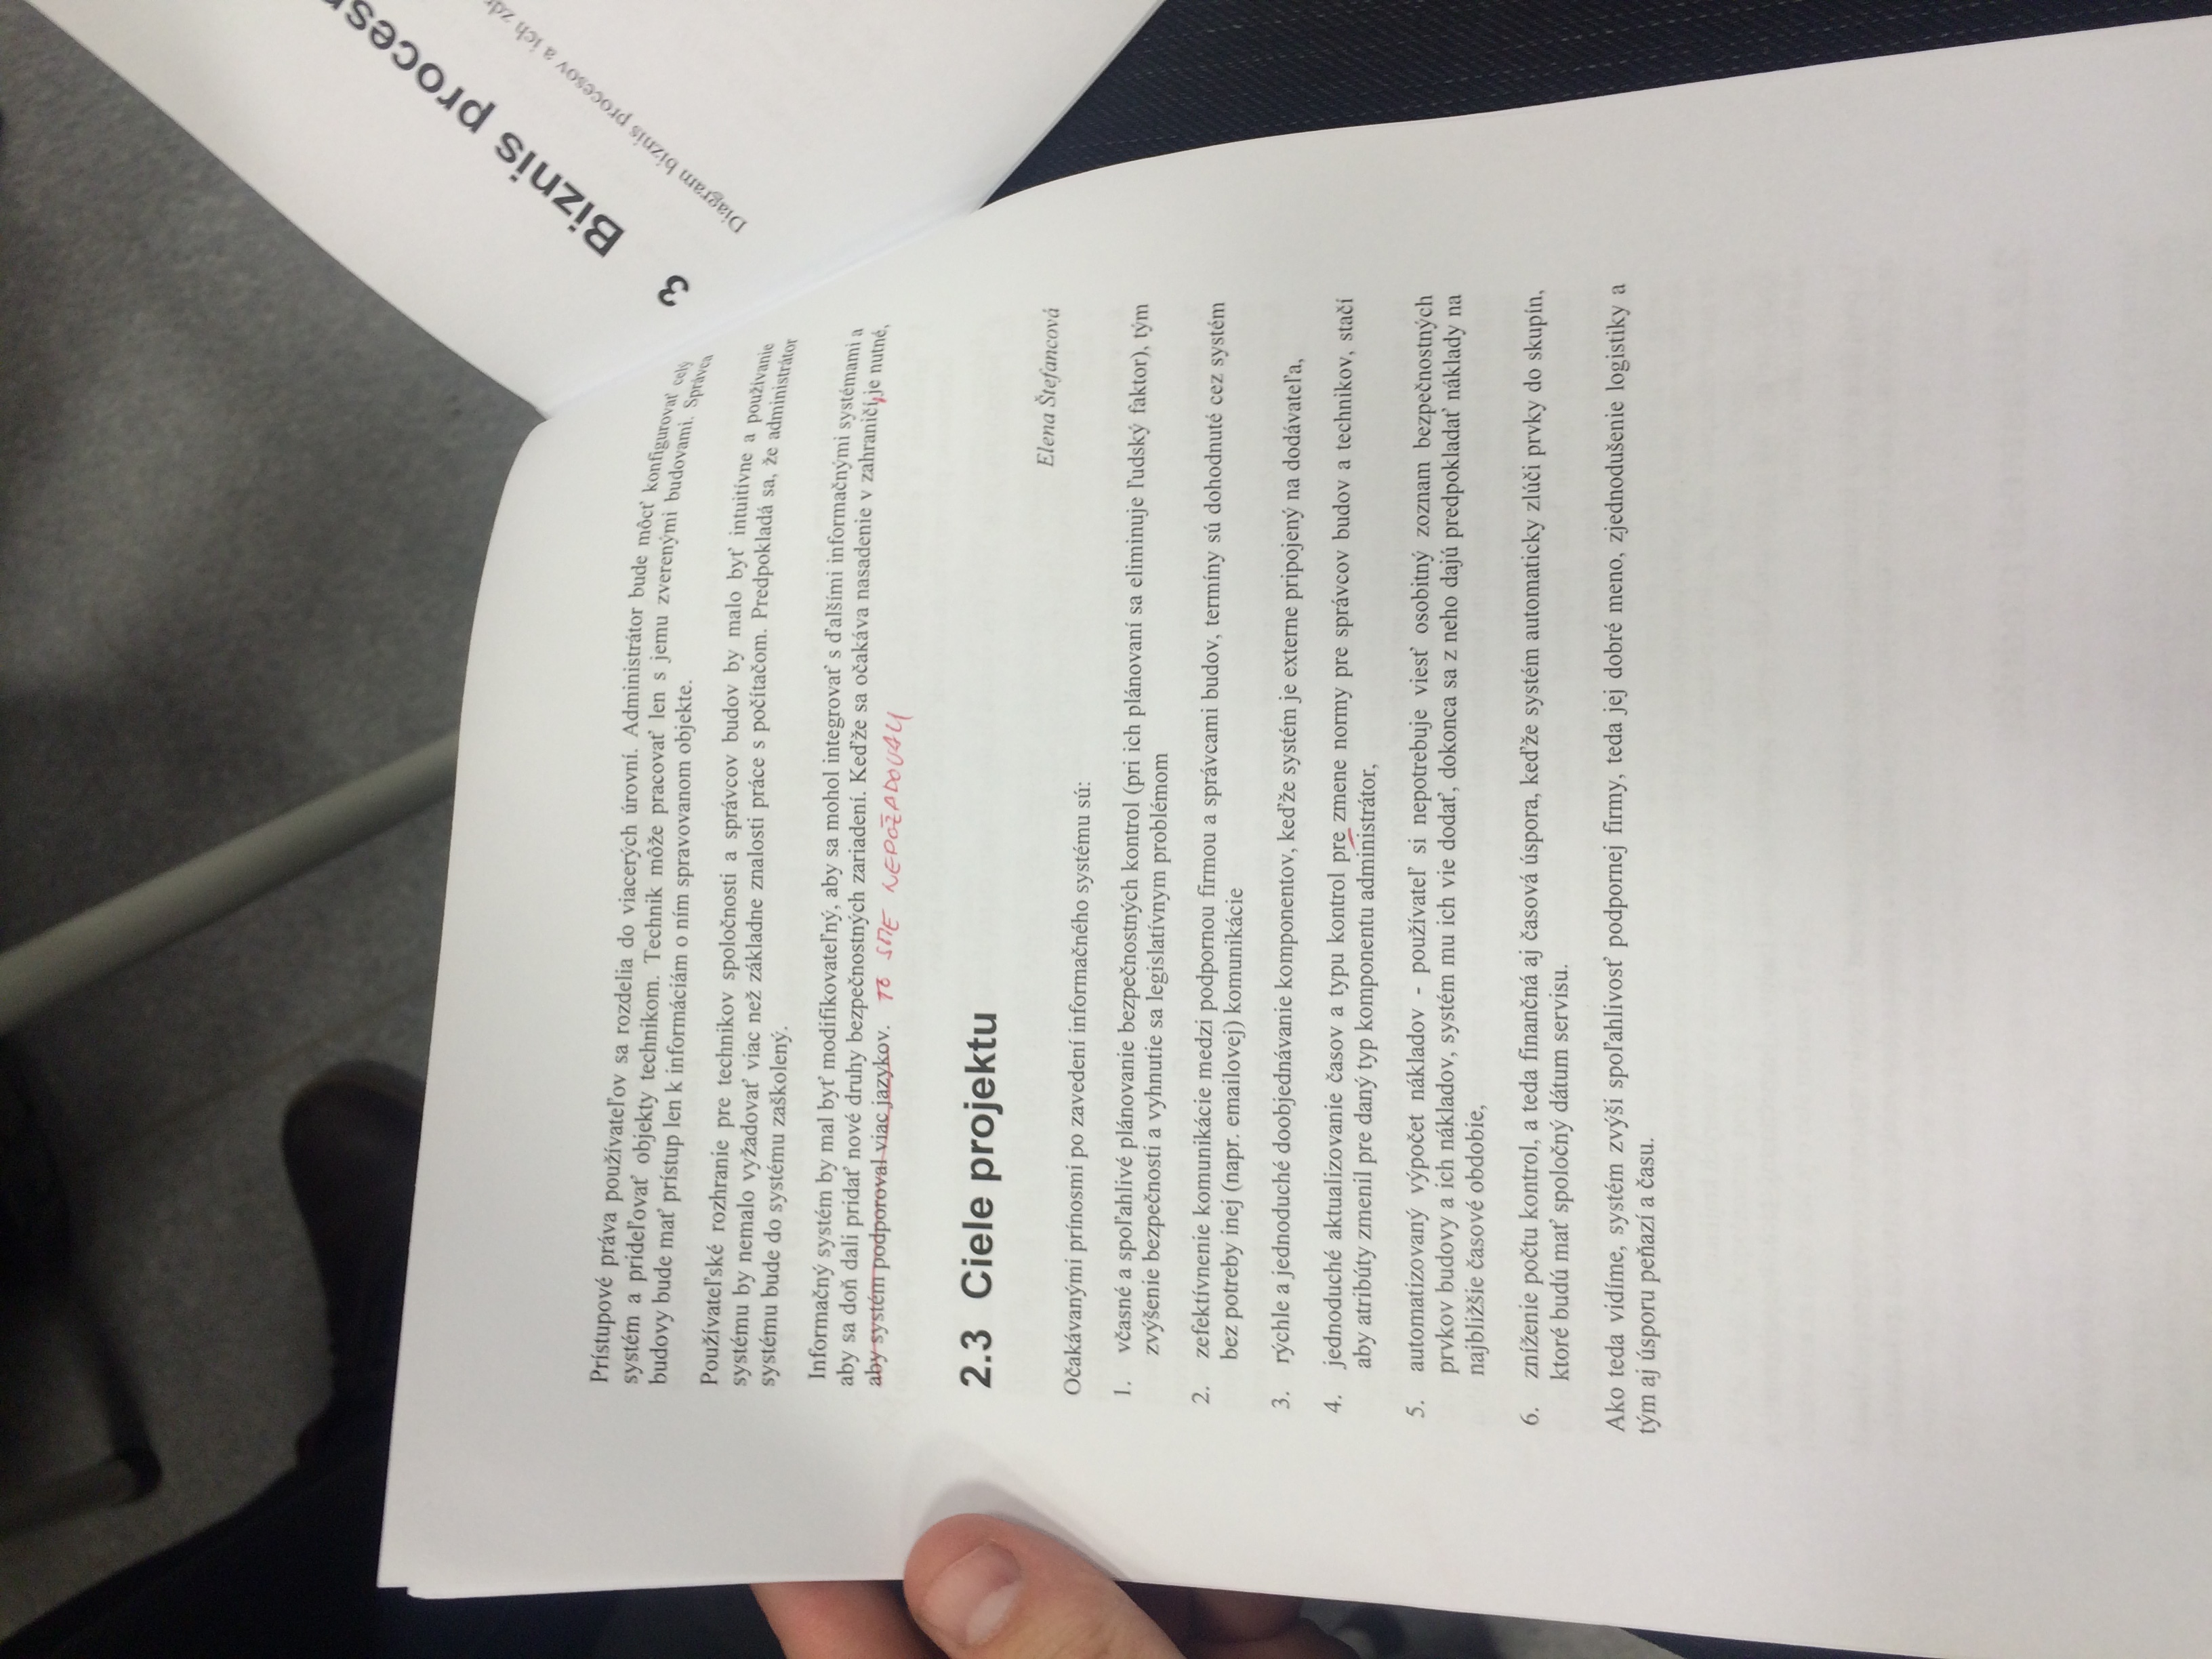 Prístupové práva používateľov sa rozdelia do viacerých úrovní. Administrátor bude môcť konfigurovať celý
systém a prideľovať objekty technikom. Technik môže pracovať len s jemu zverenými budovami. Správca
budovy bude mať prístup len k informáciám o ním spravovanom objekte.
Používateľské rozhranie pre technikov spoločnosti a správcov budov by malo byť intuitívne a používanie
systému by nemalo vyžadovať viac než základne znalosti práce s počítačom. Predpokladá sa, že administrátor
systému bude do systému zaškolený.
Informačný systém by mal byť modifikovateľný, aby sa mohol integrovať s ďalšími informačnými systémami a
aby sa doň dali pridať nové druhy bezpečnostných zariadení. Keďže sa očakáva nasadenie v zahraničí, je nutné,
aby systém podporoval viac jazykov. TO SME NEPOŽADOVALI
2.3 Ciele projektu
Elena Štefancová
Očakávanými prínosmi po zavedení informačného systému sú:
1. včasné a spoľahlivé plánovanie bezpečnostných kontrol (pri ich plánovaní sa eliminuje ľudský faktor), tým
zvýšenie bezpečnosti a vyhnutie sa legislatívnym problémom
2. zefektívnenie komunikácie medzi podpornou firmou a správcami budov, termíny sú dohodnuté cez systém
bez potreby inej (napr. emailovej) komunikácie
3. rýchle a jednoduché doobjednávanie komponentov, keďže systém je externe pripojený na dodávateľa,
4. jednoduché aktualizovanie časov a typu kontrol pre zmene normy pre správcov budov a technikov, stačí
aby atribúty zmenil pre daný typ komponentu administrátor,
5. automatizovaný výpočet nákladov - používateľ si nepotrebuje viesť osobitný zoznam bezpečnostných
prvkov budovy a ich nákladov, systém mu ich vie dodať, dokonca sa z neho dajú predpokladať náklady na
najbližšie časové obdobie,
6. zníženie počtu kontrol, a teda finančná aj časová úspora, keďže systém automaticky zlúči prvky do skupín,
ktoré budú mať spoločný dátum servisu.
Ako teda vidíme, systém zvýši spoľahlivosť podpornej firmy, teda jej dobré meno, zjednodušenie logistiky a
tým aj úsporu peňazí a času.
3 Biznis
Diagram biznis procesov a ich